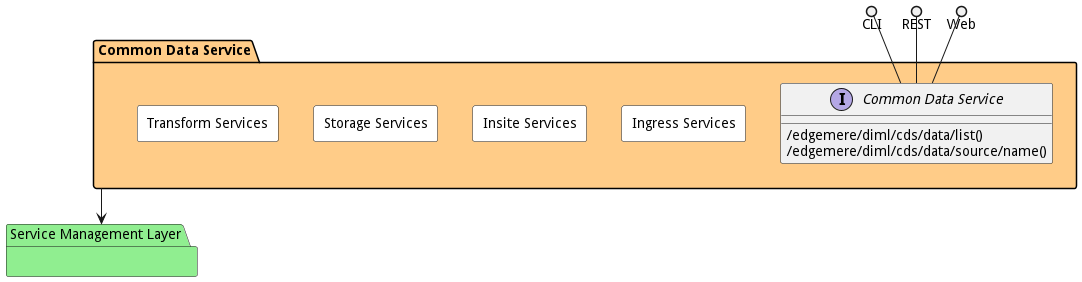 CLI REST Web
Common Data Service
Transform Services
Storage Services
Insite Services
Ingress Services
I Common Data Service
/edgemere/diml/cds/data/list()
/edgemere/diml/cds/data/source/name()
Service Management Layer